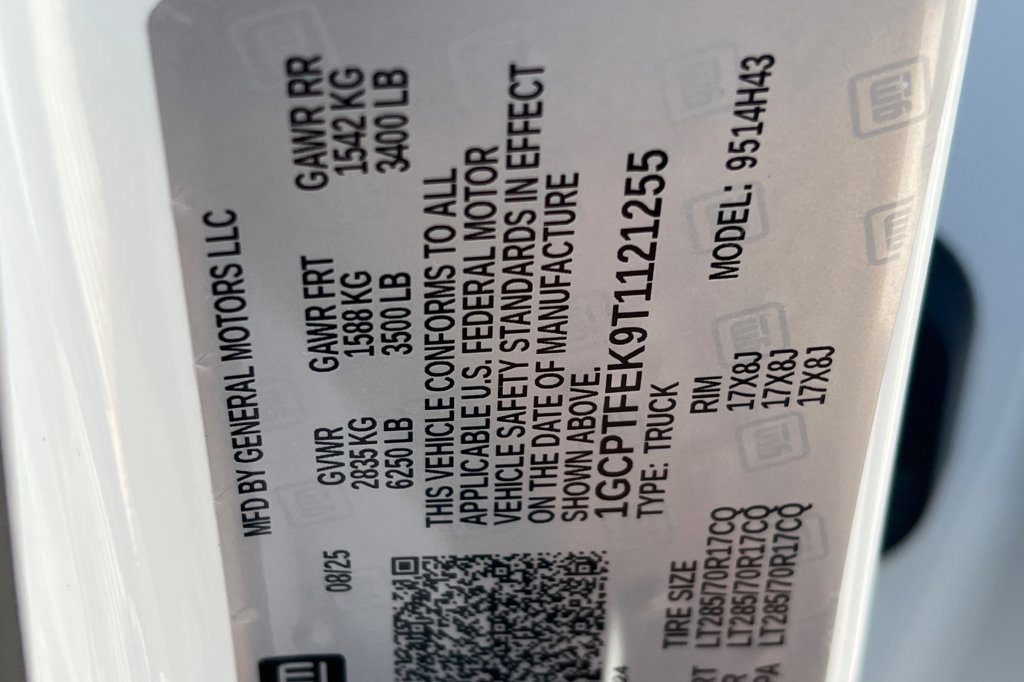 MFD BY GENERAL MOTORS LLC
08/25
GVWR GAWR FRT GAWR RR
2835 KG 1588 KG 1542 KG
6250 LB 3500 LB 3400 LB
THIS VEHICLE CONFORMS TO ALL
APPLICABLE U.S. FEDERAL MOTOR
VEHICLE SAFETY STANDARDS IN EFFECT
ON THE DATE OF MANUFACTURE
SHOWN ABOVE.
1GCPTFEK9T1121255
TYPE: TRUCK
MODEL: 9514H43
TIRE SIZE RIM
RT LT285/70R17CQ 17X8J
R LT285/70R17CQ 17X8J
PA LT285/70R17CQ 17X8J
24